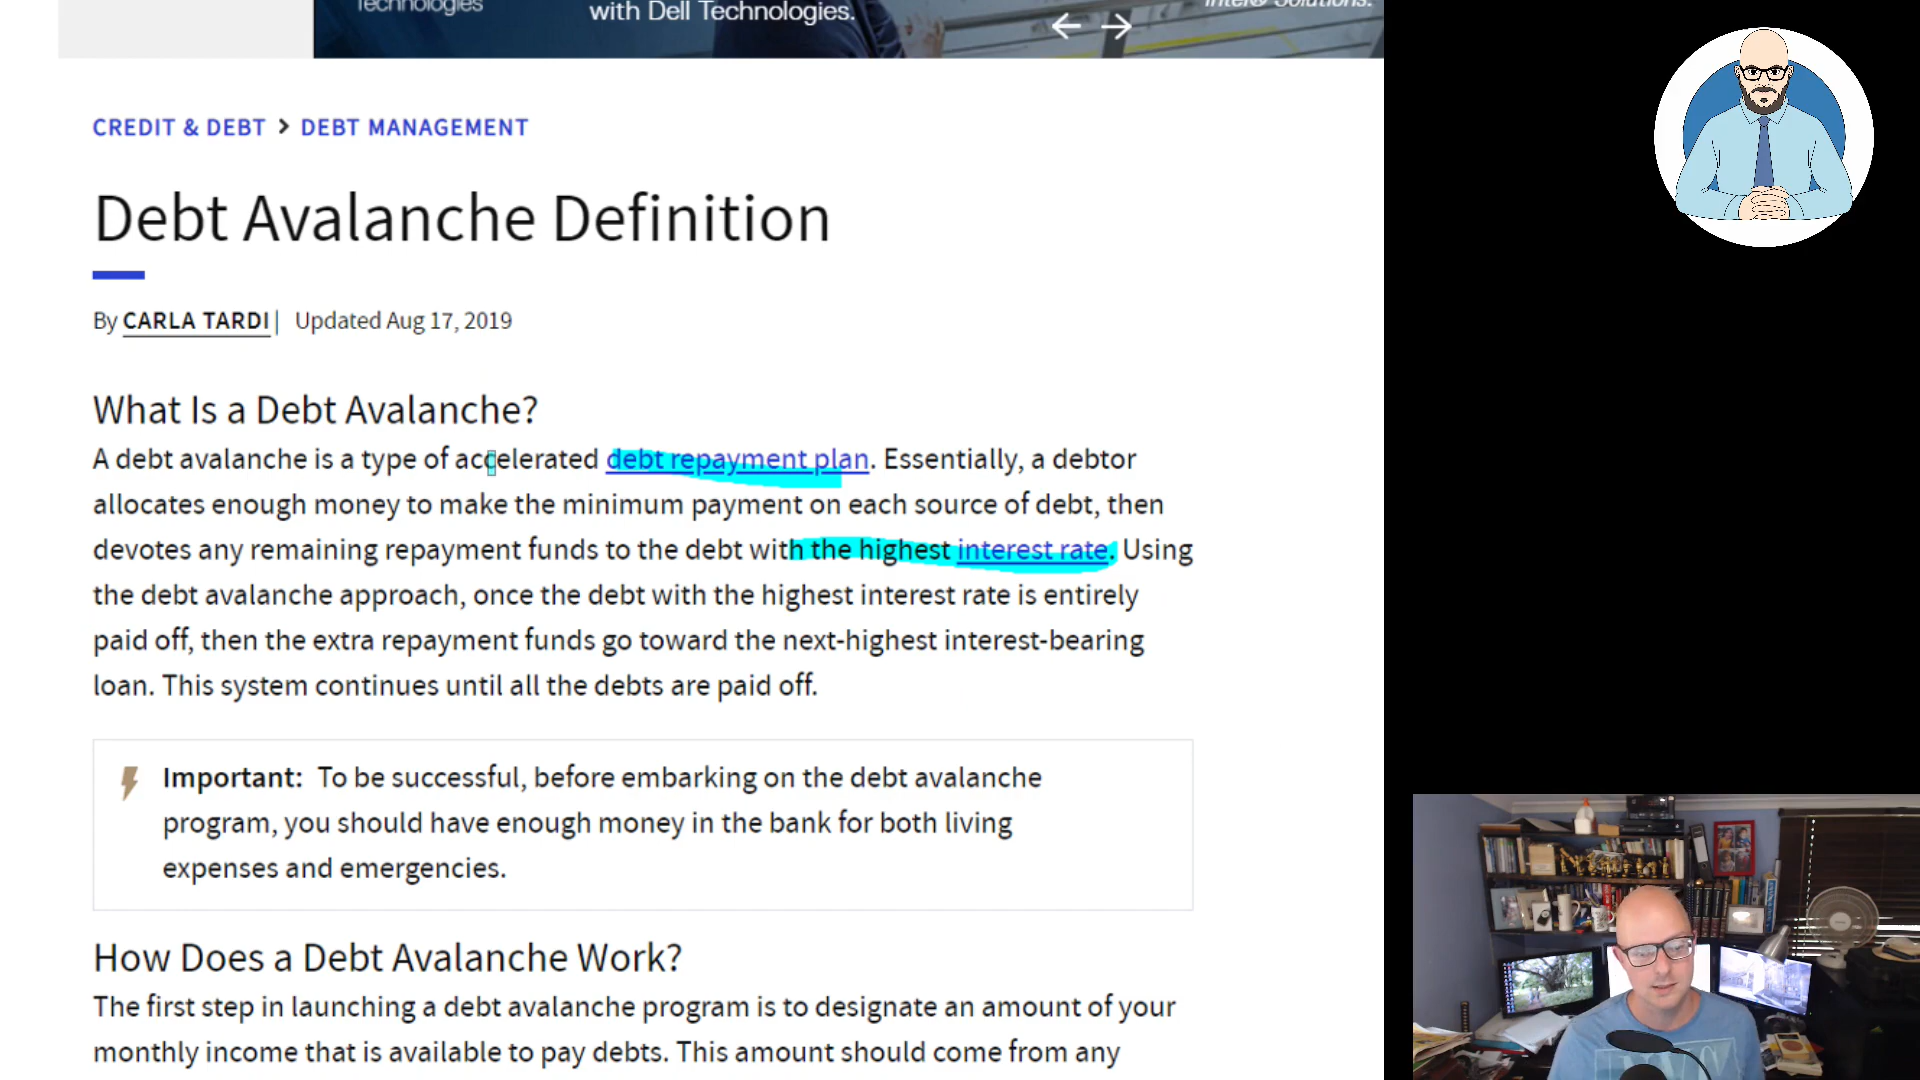 Technologies
with Dell Technologies.
Intel® Solutions.
CREDIT & DEBT > DEBT MANAGEMENT
Debt Avalanche Definition
By CARLA TARDI | Updated Aug 17, 2019
What Is a Debt Avalanche?
A debt avalanche is a type of accelerated debt repayment plan. Essentially, a debtor
allocates enough money to make the minimum payment on each source of debt, then
devotes any remaining repayment funds to the debt with the highest interest rate. Using
the debt avalanche approach, once the debt with the highest interest rate is entirely
paid off, then the extra repayment funds go toward the next-highest interest-bearing
loan. This system continues until all the debts are paid off.
Important: To be successful, before embarking on the debt avalanche
program, you should have enough money in the bank for both living
expenses and emergencies.
How Does a Debt Avalanche Work?
The first step in launching a debt avalanche program is to designate an amount of your
monthly income that is available to pay debts. This amount should come from any